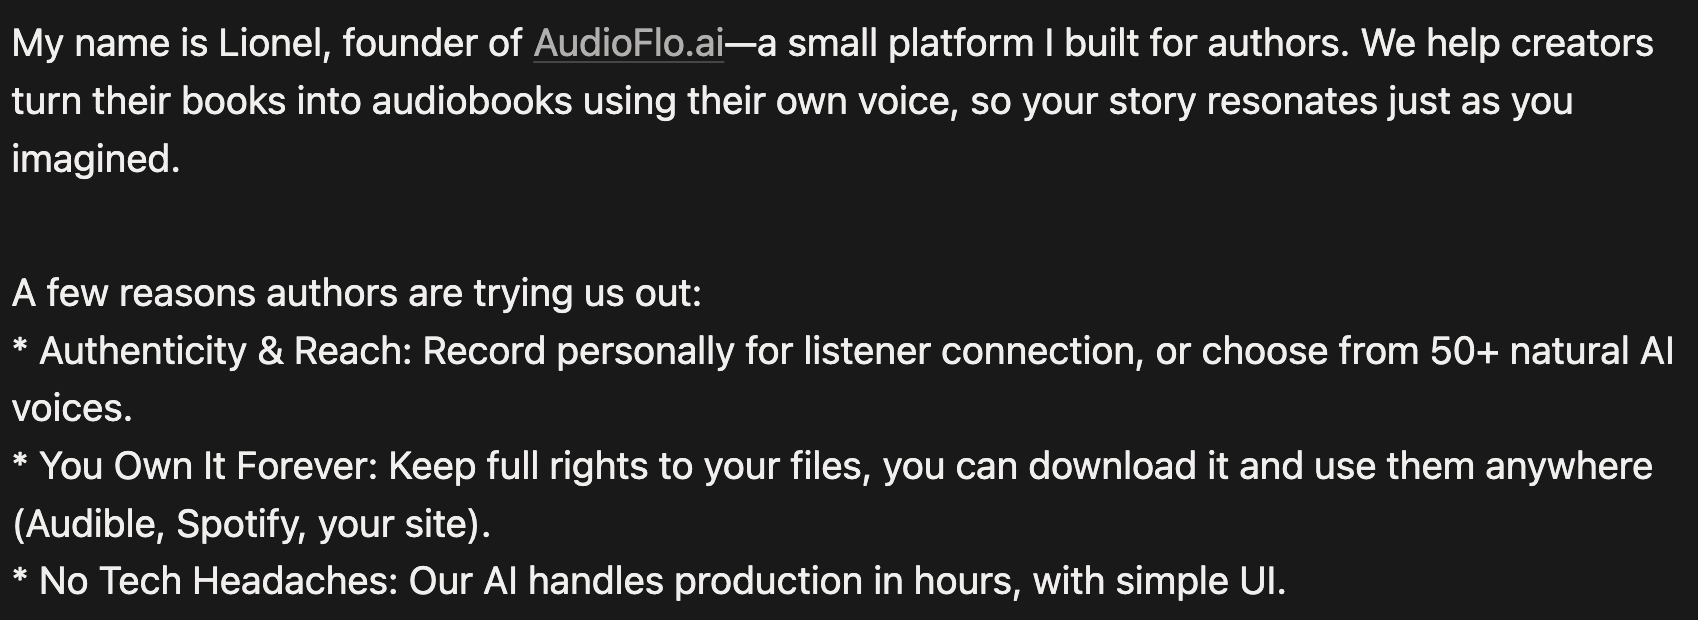 My name is Lionel, founder of AudioFlo.ai—a small platform I built for authors. We help creators
turn their books into audiobooks using their own voice, so your story resonates just as you
imagined.
A few reasons authors are trying us out:
* Authenticity & Reach: Record personally for listener connection, or choose from 50+ natural AI
voices.
* You Own It Forever: Keep full rights to your files, you can download it and use them anywhere
(Audible, Spotify, your site).
* No Tech Headaches: Our AI handles production in hours, with simple UI.